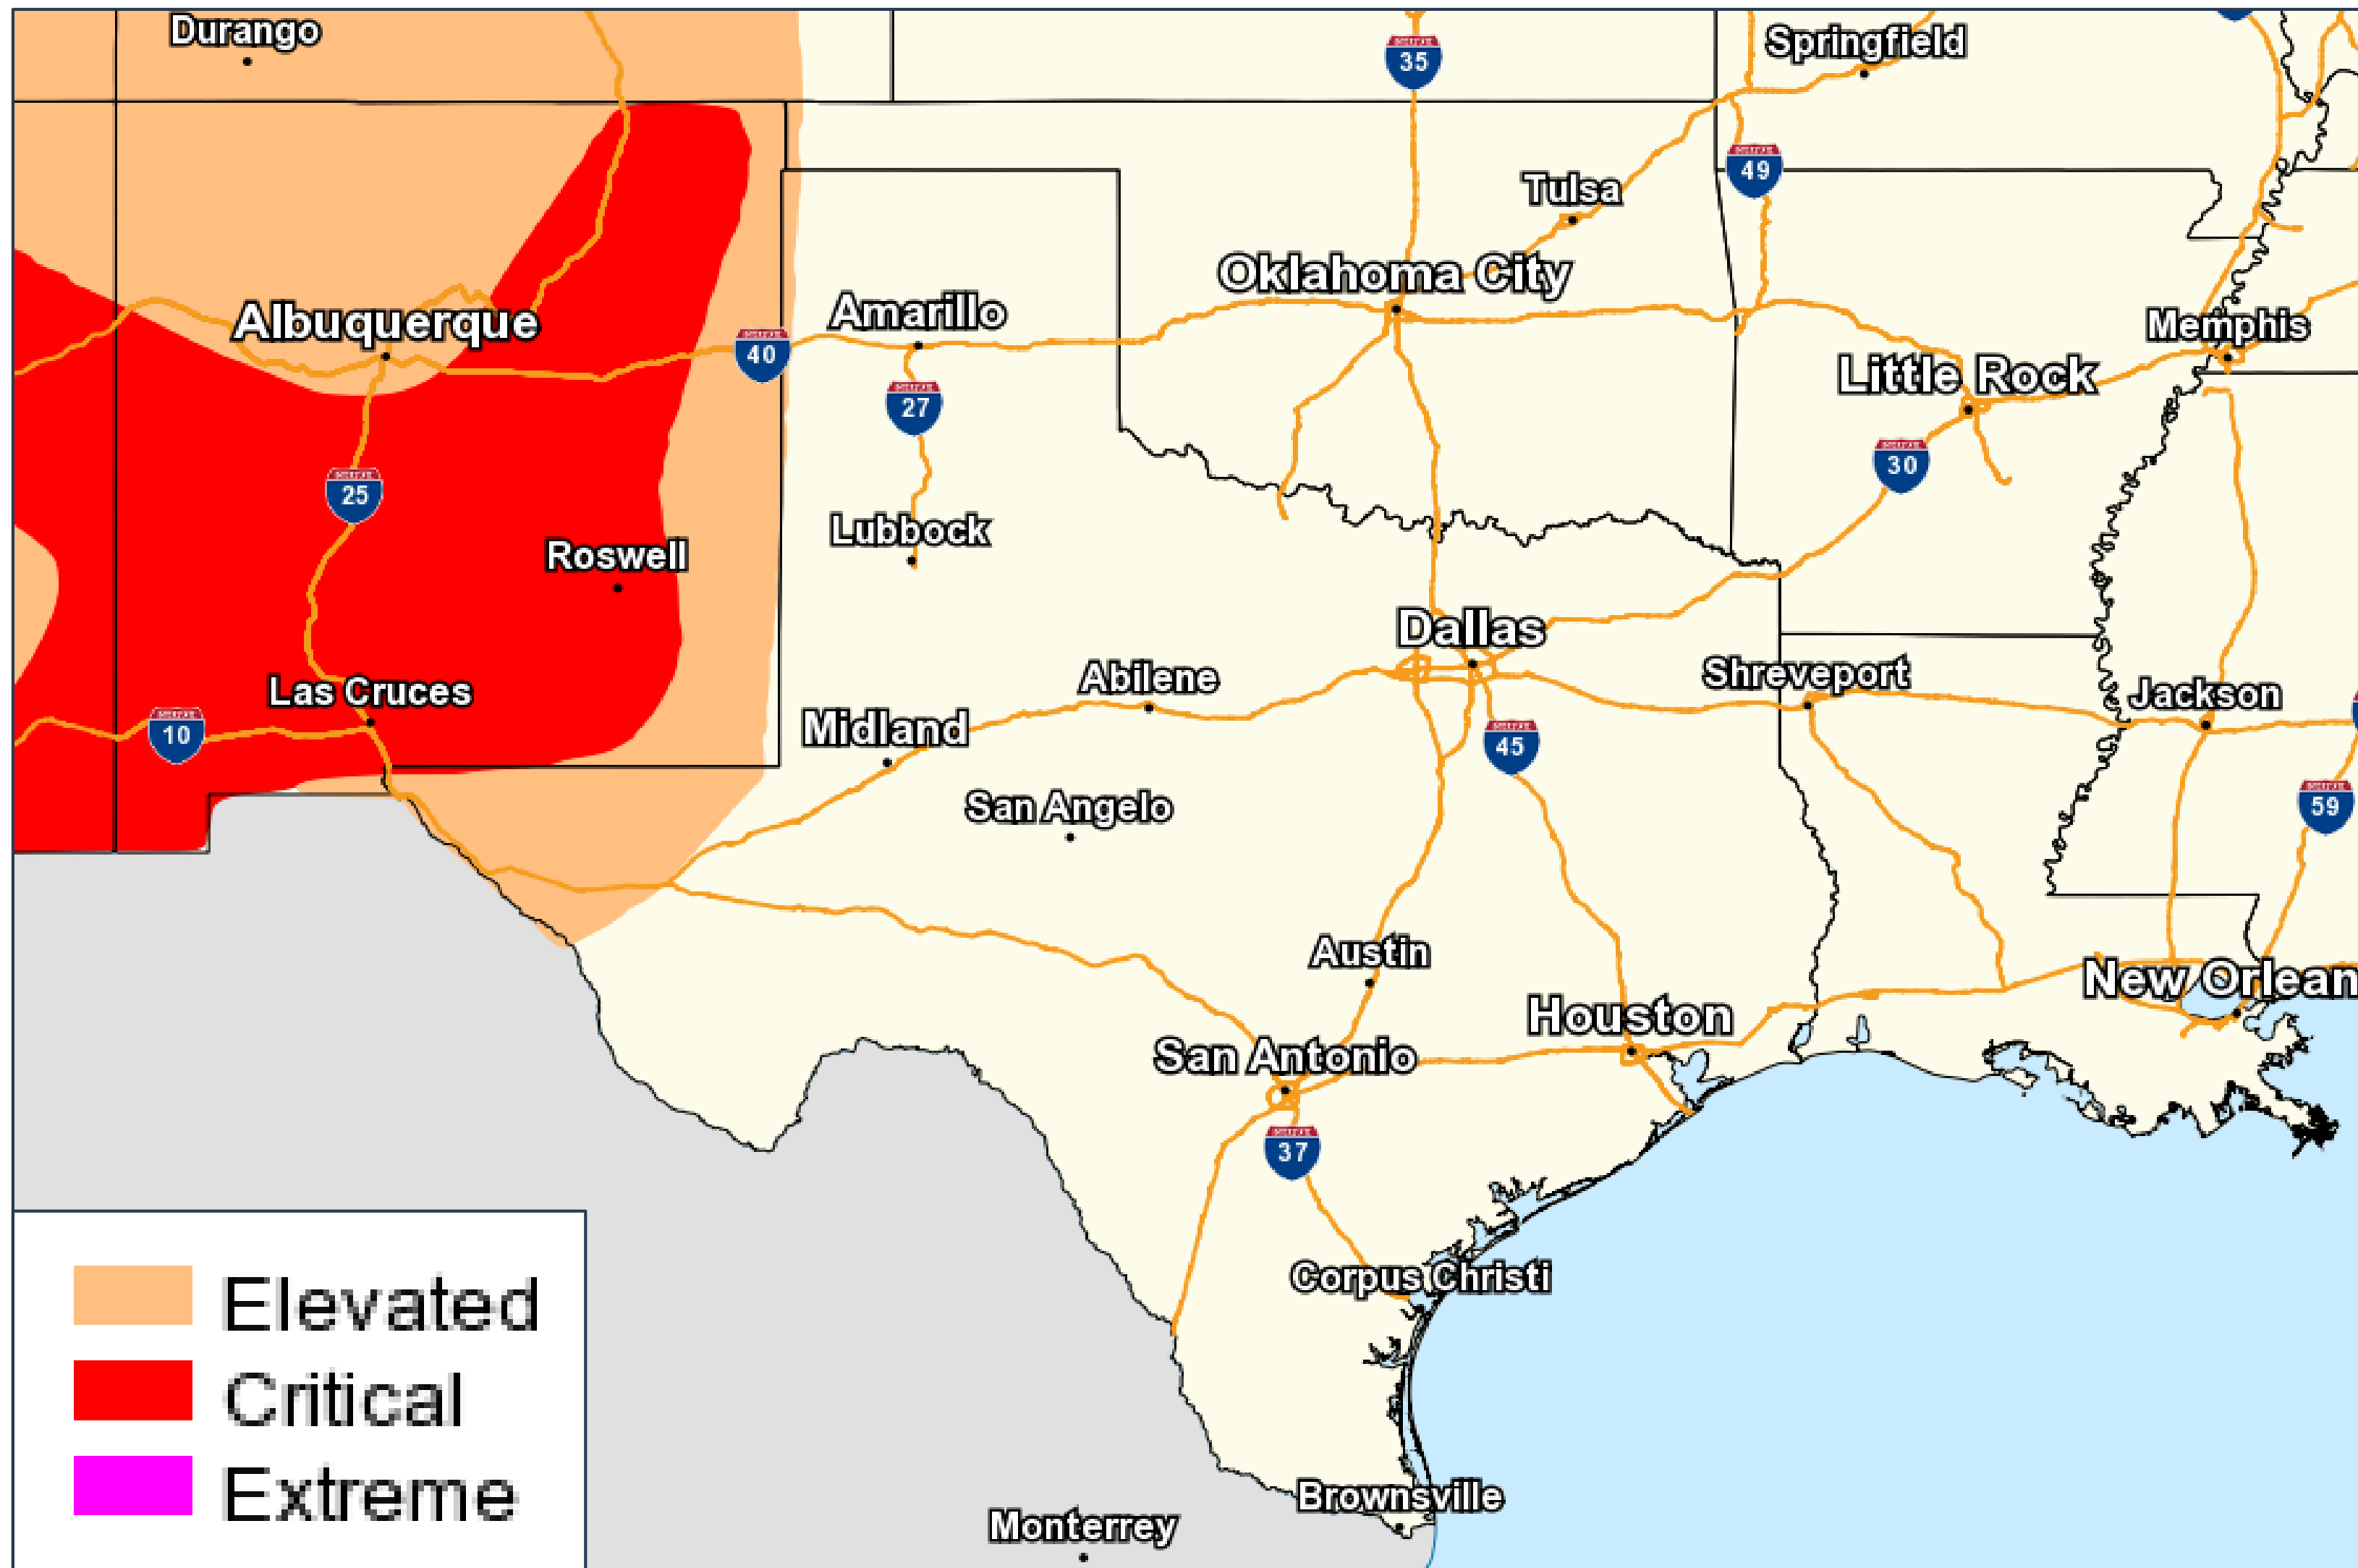 Durango
35
Springfield
49
Tulsa
Oklahoma City
Albuquerque
40
Amarillo
Memphis
Little Rock
27
30
25
Lubbock
Roswell
Dallas
Las Cruces
Abilene
Shreveport
Jackson
10
Midland
45
San Angelo
59
Austin
New Orlean
Houston
San Antonio
37
Corpus Christi
Elevated
Critical
Extreme
Brownsville
Monterrey